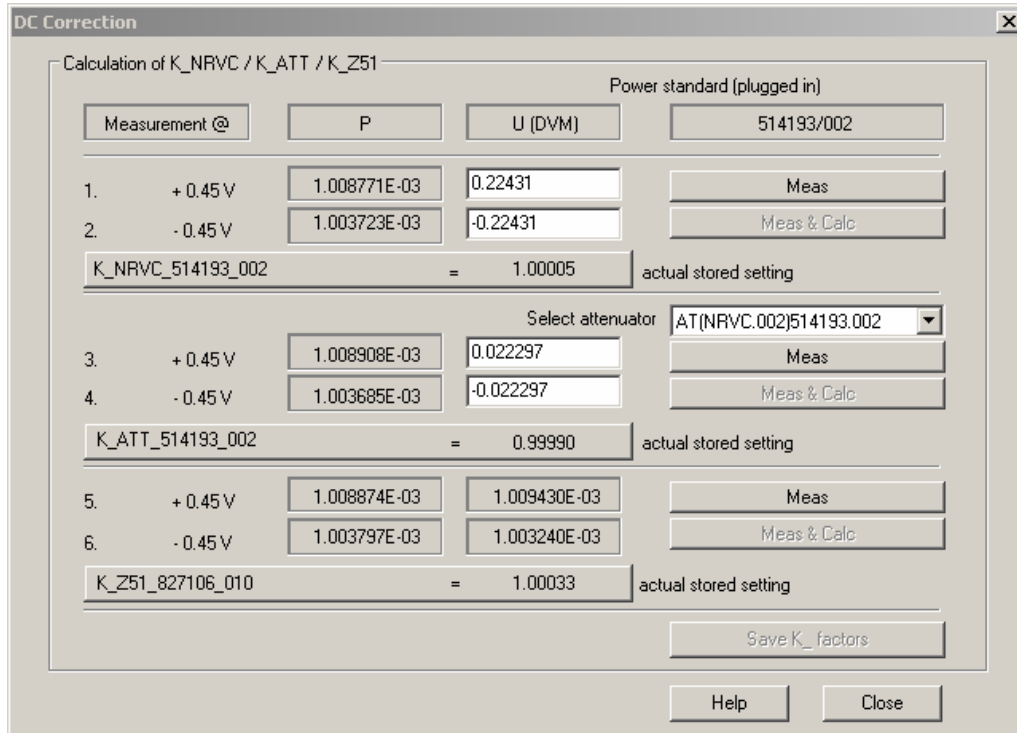 DC Correction
Calculation of K_NRVC / K_ATT / K_Z51
Power standard (plugged in)
Measurement @ P U (DVM) 514193/002
1. + 0.45 V 1.008771E-03 0.22431 Meas
2. - 0.45 V 1.003723E-03 -0.22431 Meas & Calc
K_NRVC_514193_002 = 1.00005 actual stored setting
Select attenuator AT(NRVC.002)514193.002
3. + 0.45 V 1.008908E-03 0.022297 Meas
4. - 0.45 V 1.003685E-03 -0.022297 Meas & Calc
K_ATT_514193_002 = 0.99990 actual stored setting
5. + 0.45 V 1.008874E-03 1.009430E-03 Meas
6. - 0.45 V 1.003797E-03 1.003240E-03 Meas & Calc
K_Z51_827106_010 = 1.00033 actual stored setting
Save K_ factors
Help Close